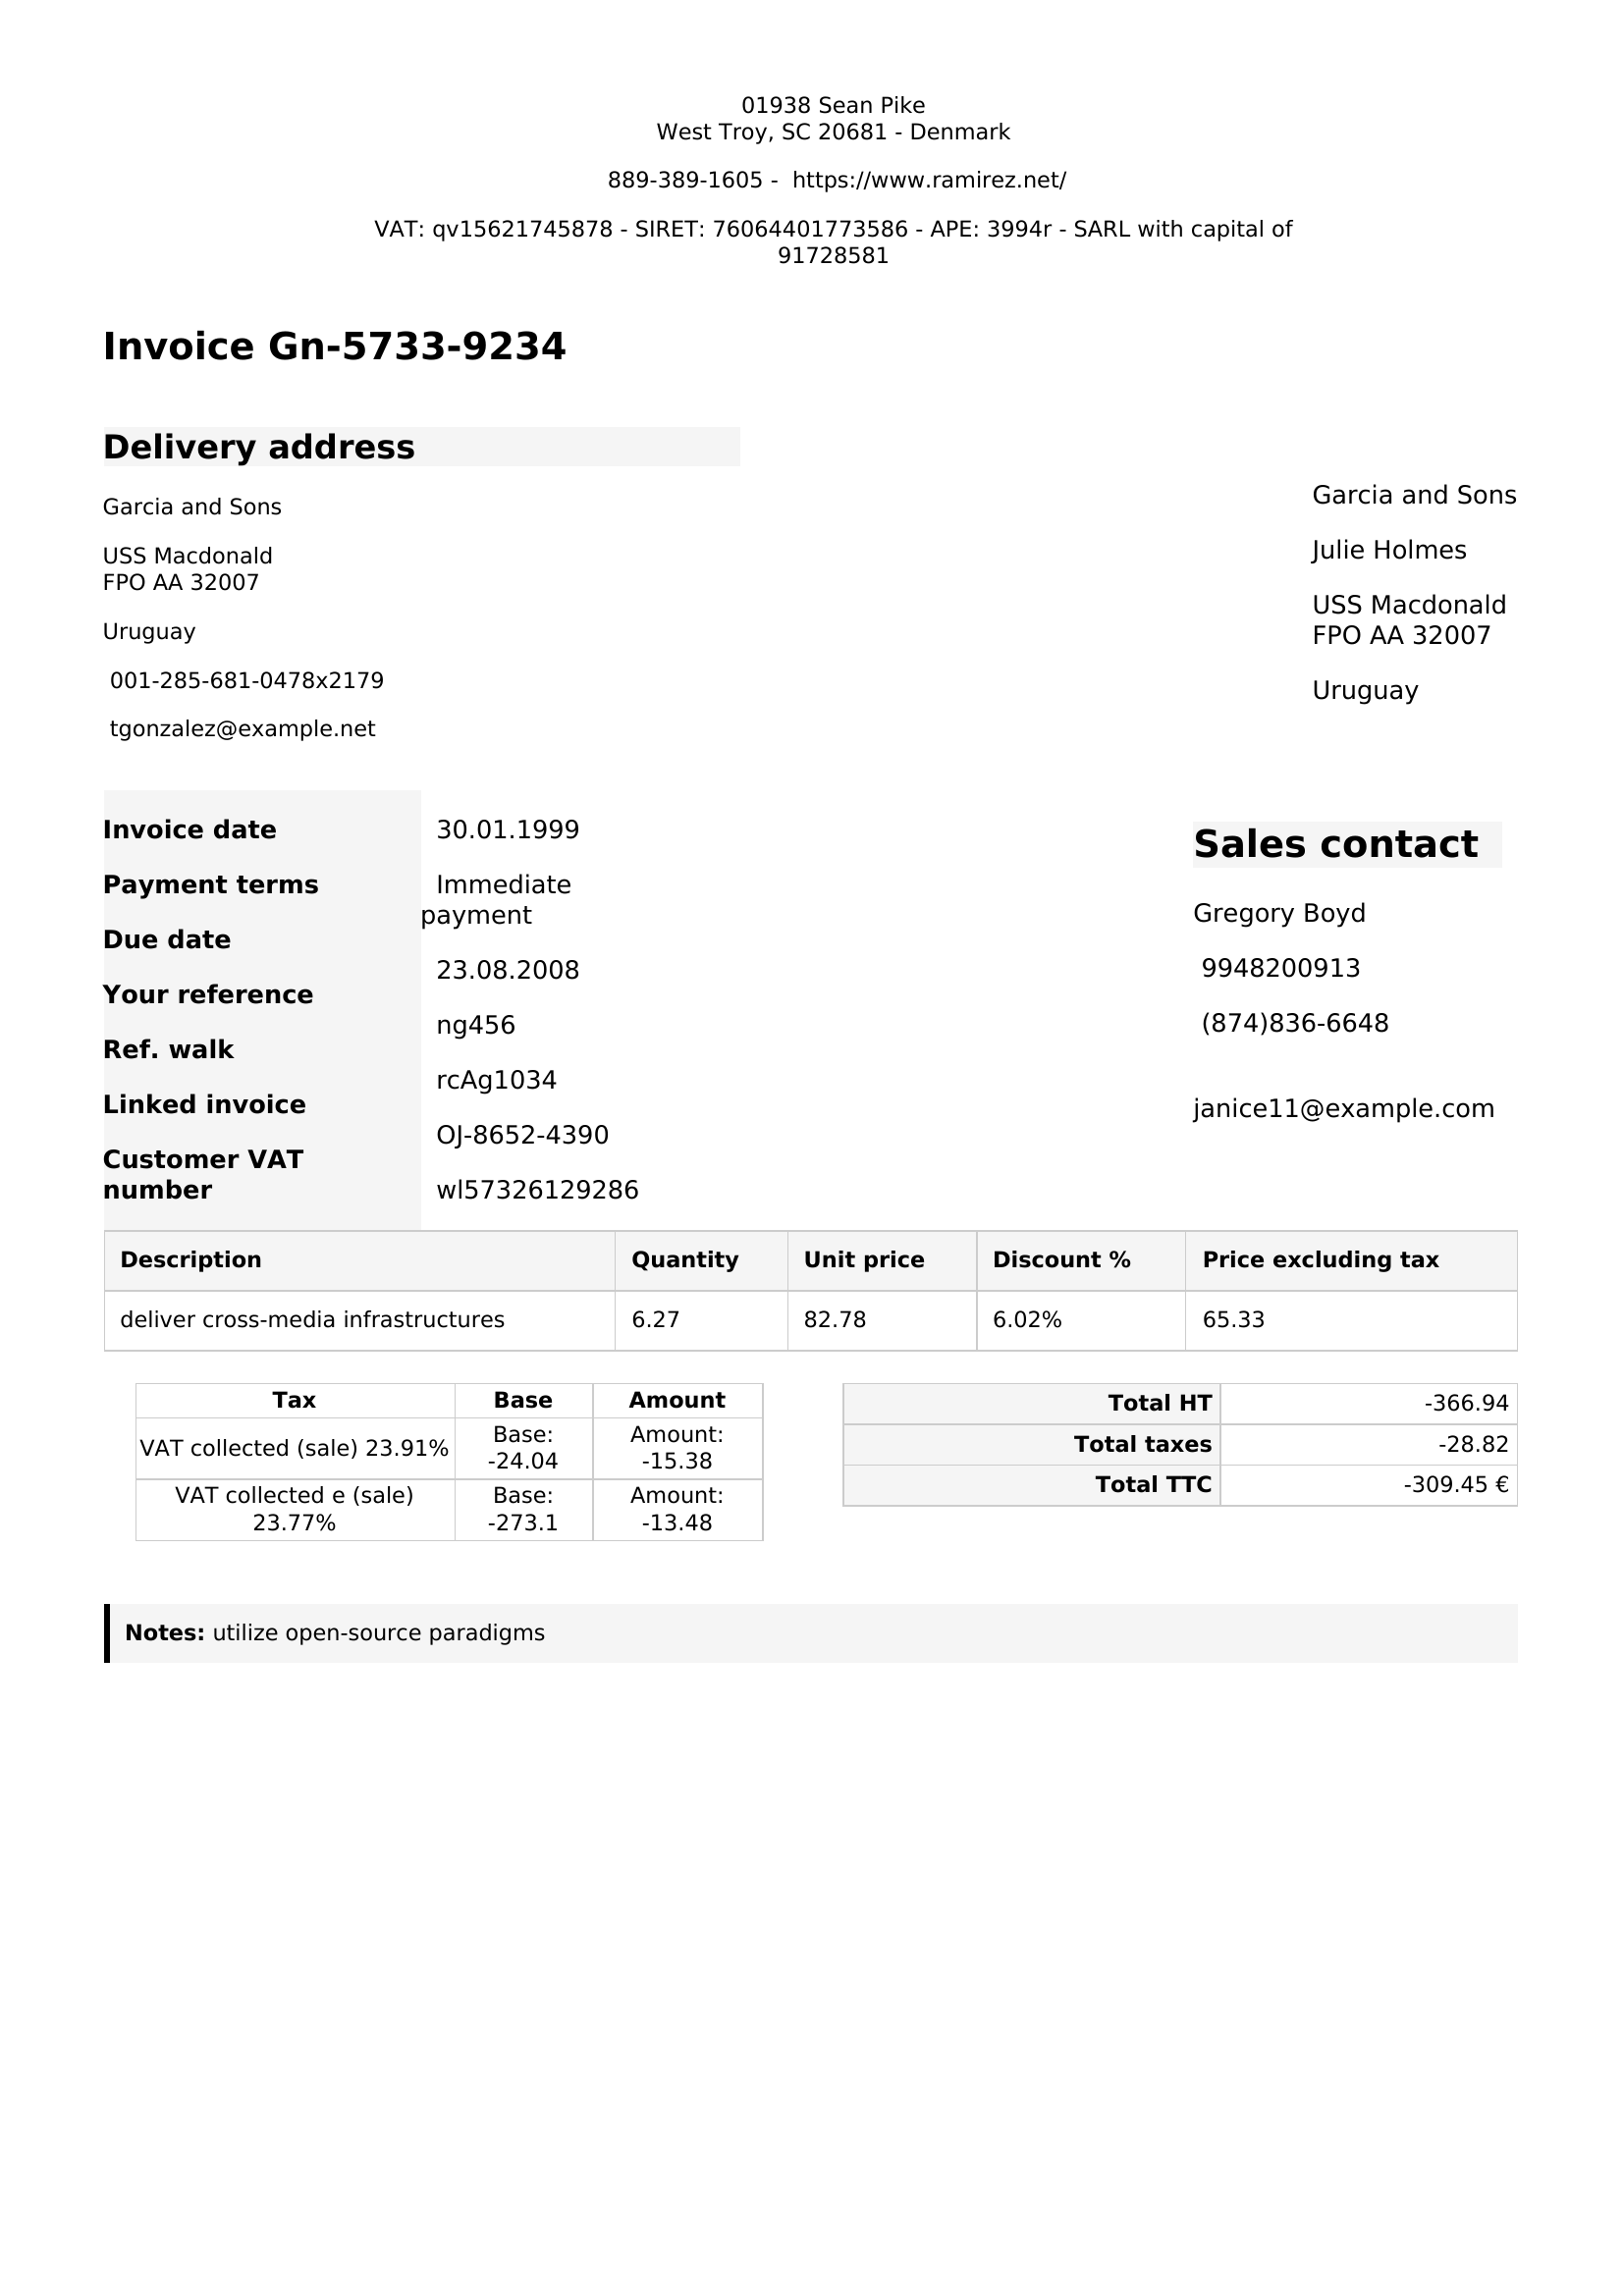 01938 Sean Pike
West Troy, SC 20681 - Denmark
889-389-1605 -  https://www.ramirez.net/
VAT: qv15621745878 - SIRET: 76064401773586 - APE: 3994r - SARL with capital of
91728581
Invoice Gn-5733-9234
Delivery address
Garcia and Sons
USS Macdonald
FPO AA 32007
Uruguay
001-285-681-0478x2179
tgonzalez@example.net
Garcia and Sons
Julie Holmes
USS Macdonald
FPO AA 32007
Uruguay
Invoice date
Payment terms
Due date
Your reference
Ref. walk
Linked invoice
Customer VAT
number
30.01.1999
Immediate
payment
23.08.2008
ng456
rcAg1034
OJ-8652-4390
wl57326129286
Sales contact
Gregory Boyd
9948200913
(874)836-6648
janice11@example.com
Description Quantity Unit price Discount % Price excluding tax
deliver cross-media infrastructures 6.27 82.78 6.02% 65.33
Tax Base Amount
VAT collected (sale) 23.91% Base: -24.04 Amount: -15.38
VAT collected e (sale) 23.77% Base: -273.1 Amount: -13.48
Total HT -366.94
Total taxes -28.82
Total TTC -309.45 €
Notes: utilize open-source paradigms